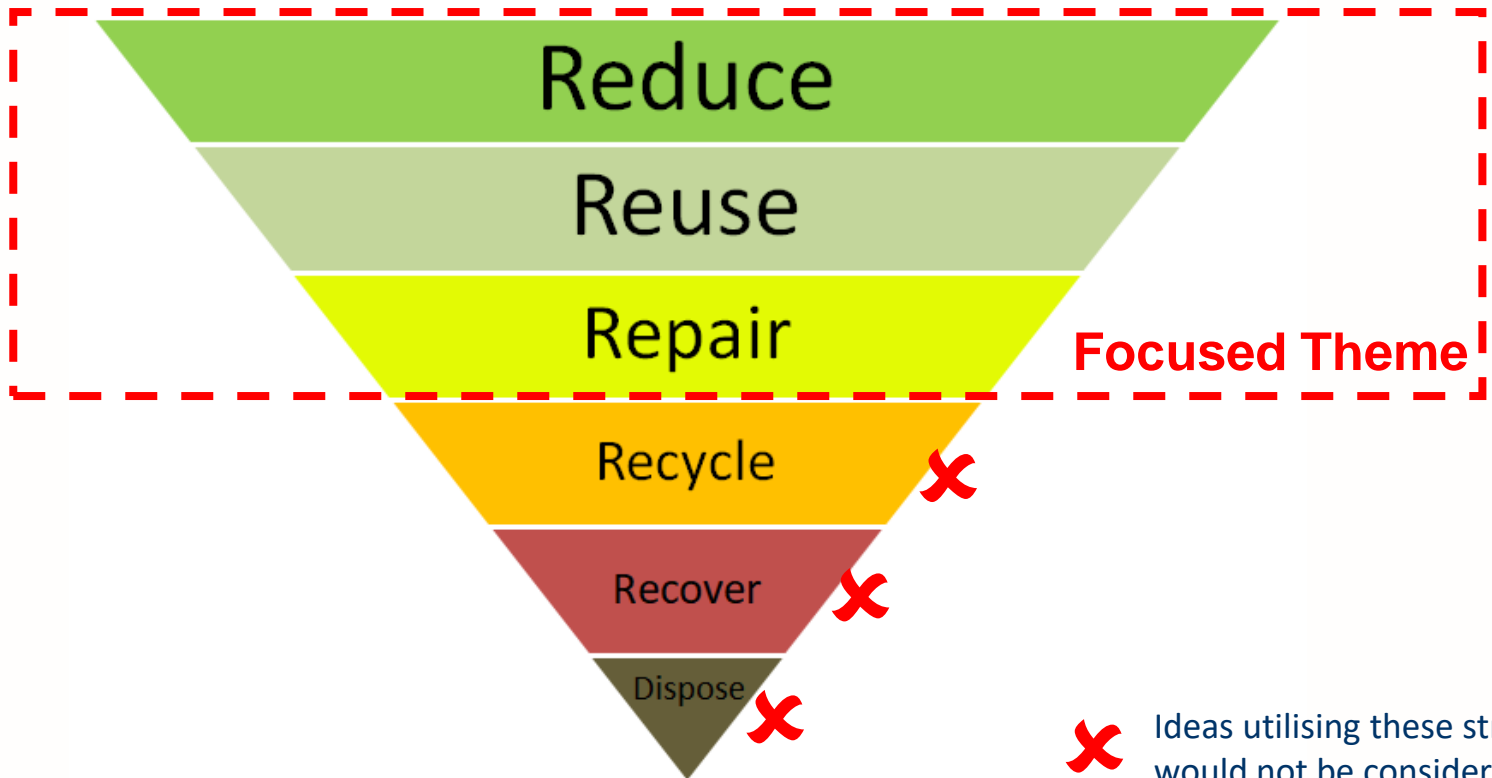 Reduce
Reuse
Repair
Focused Theme
Recycle
Recover
Dispose
Ideas utilising these
would not be